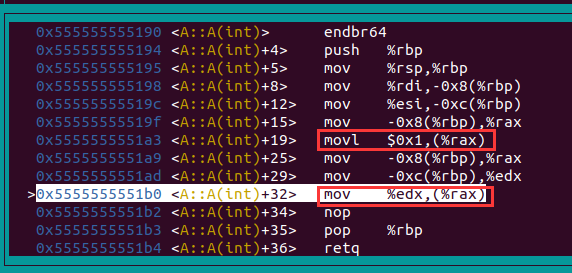 0x555555555190 <A::A(int)> endbr64
0x555555555194 <A::A(int)+4> push %rbp
0x555555555195 <A::A(int)+5> mov %rsp,%rbp
0x555555555198 <A::A(int)+8> mov %rdi,-0x8(%rbp)
0x55555555519c <A::A(int)+12> mov %esi,-0xc(%rbp)
0x55555555519f <A::A(int)+15> mov -0x8(%rbp),%rax
0x5555555551a3 <A::A(int)+19> movl $0x1,(%rax)
0x5555555551a9 <A::A(int)+25> mov -0x8(%rbp),%rax
0x5555555551ad <A::A(int)+29> mov -0xc(%rbp),%edx
>0x5555555551b0 <A::A(int)+32> mov %edx,(%rax)
0x5555555551b2 <A::A(int)+34> nop
0x5555555551b3 <A::A(int)+35> pop %rbp
0x5555555551b4 <A::A(int)+36> retq